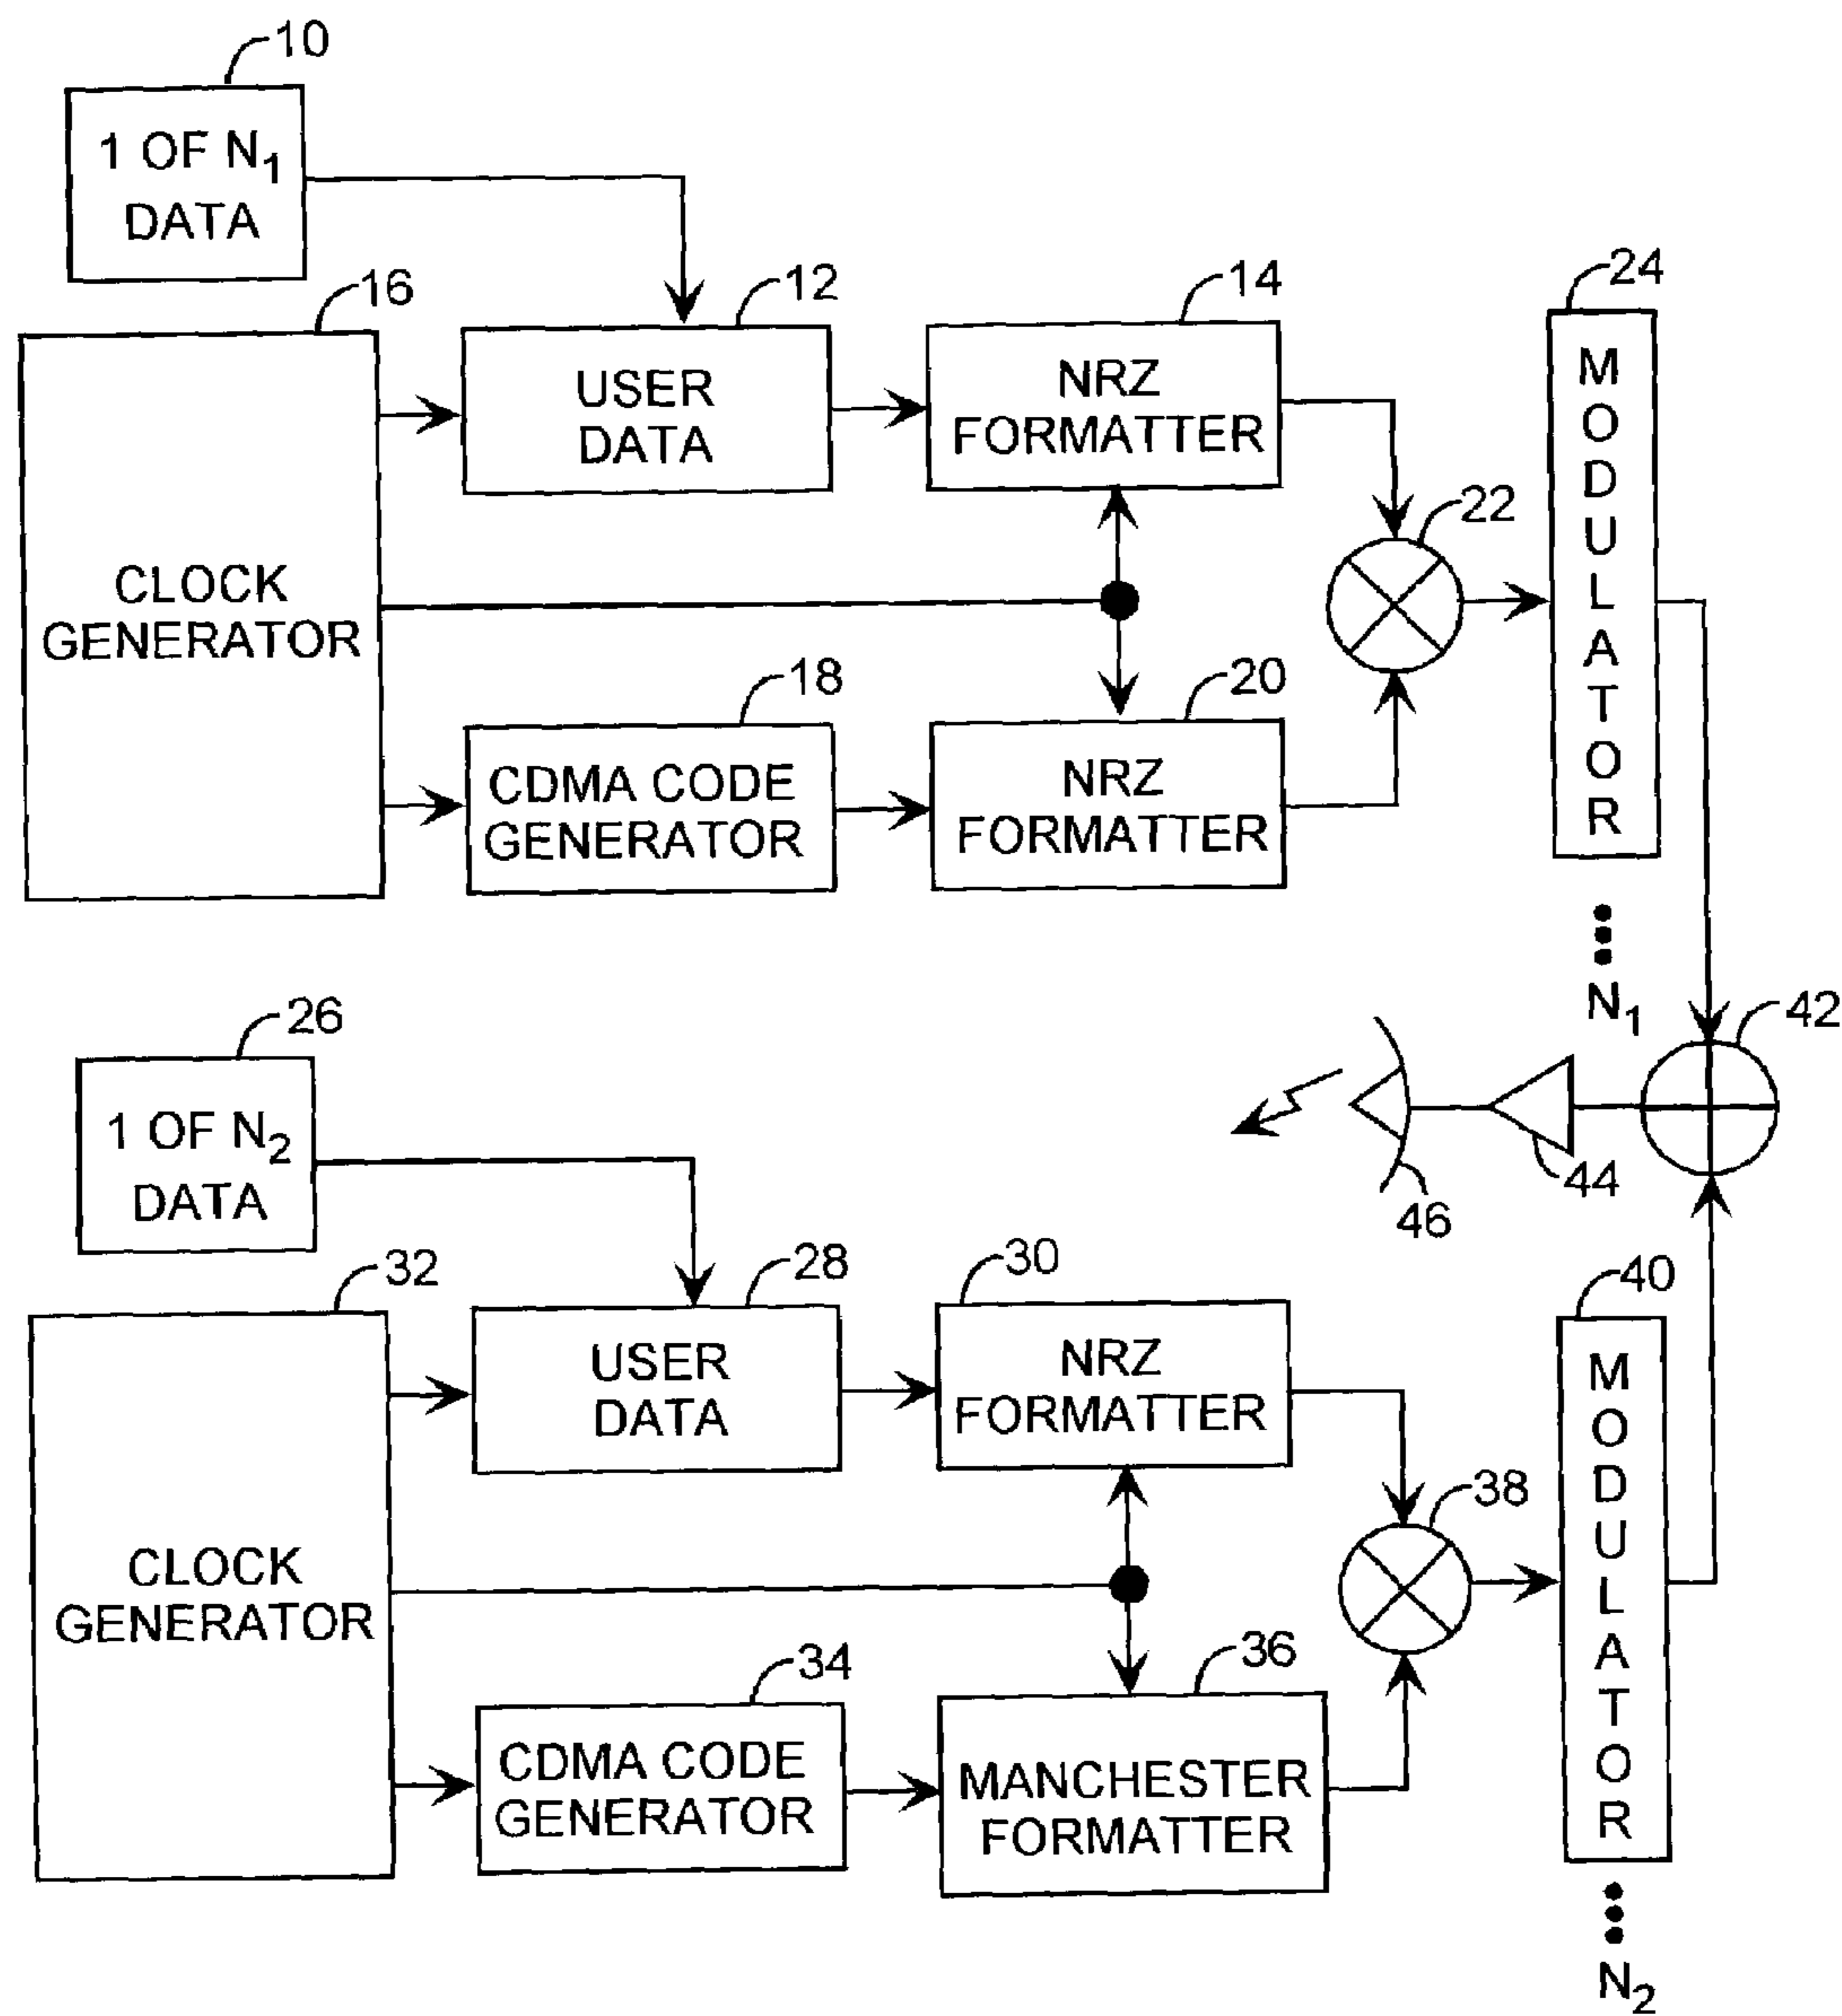 10
1 OF N₁
DATA
16
12
14
24
USER
DATA
NRZ
FORMATTER
MODULATOR
22
CLOCK
GENERATOR
18
20
CDMA CODE
GENERATOR
NRZ
FORMATTER
N₁
42
26
1 OF N₂
DATA
44
46
32
28
30
40
USER
DATA
NRZ
FORMATTER
MODULATOR
38
CLOCK
GENERATOR
34
36
CDMA CODE
GENERATOR
MANCHESTER
FORMATTER
N₂